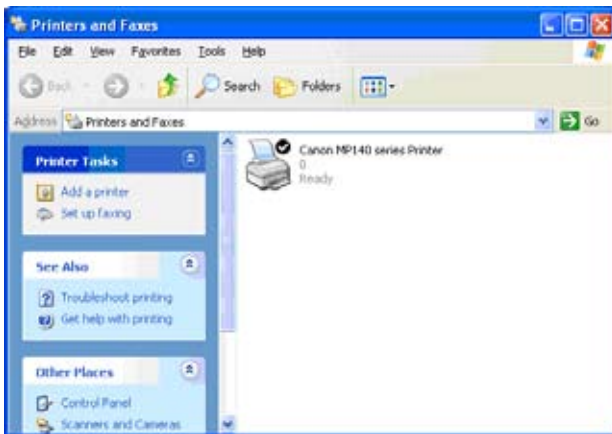 Printers and Faxes
File Edit View Favorites Tools Help
Back Search Folders
Address Printers and Faxes Go
Printer Tasks
Add a printer
Set up faxing
See Also
Troubleshoot printing
Get help with printing
Other Places
Control Panel
Scanners and Cameras
Canon MP140 series Printer
0
Ready